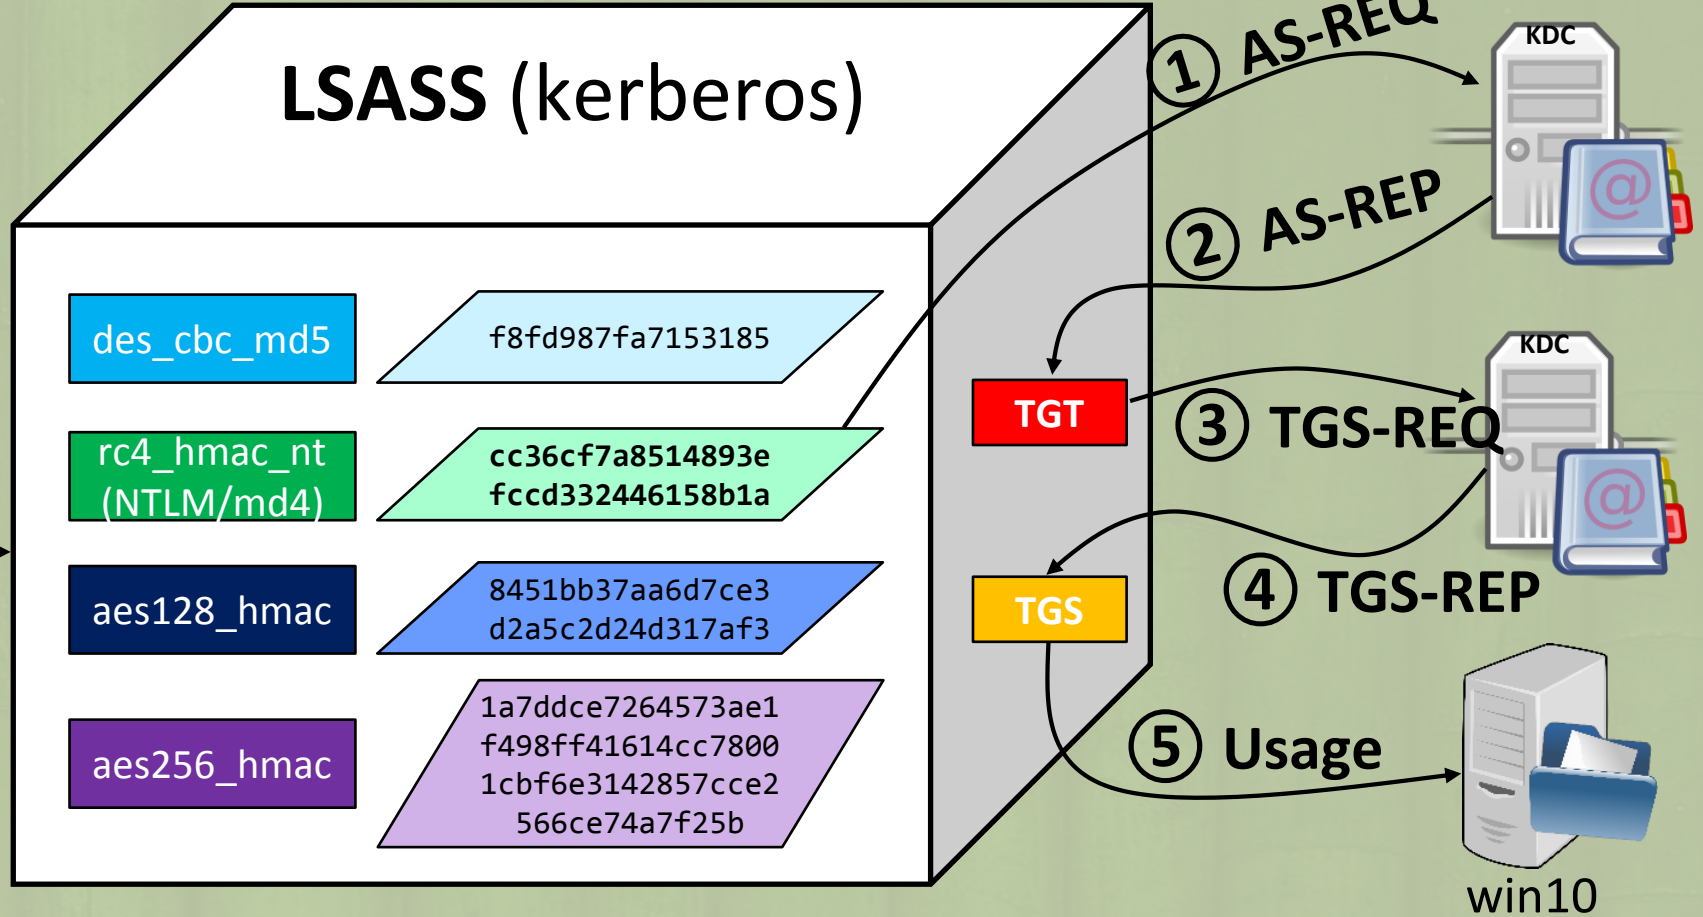 LSASS (kerberos)
des_cbc_md5
f8fd987fa7153185
rc4_hmac_nt
(NTLM/md4)
cc36cf7a8514893e
fccd332446158b1a
aes128_hmac
8451bb37aa6d7ce3
d2a5c2d24d317af3
aes256_hmac
1a7ddce7264573ae1
f498ff41614cc7800
1cbf6e3142857cce2
566ce74a7f25b
TGT
TGS
① AS-REQ
KDC
② AS-REP
@
KDC
③ TGS-REQ
@
④ TGS-REP
⑤ Usage
win10